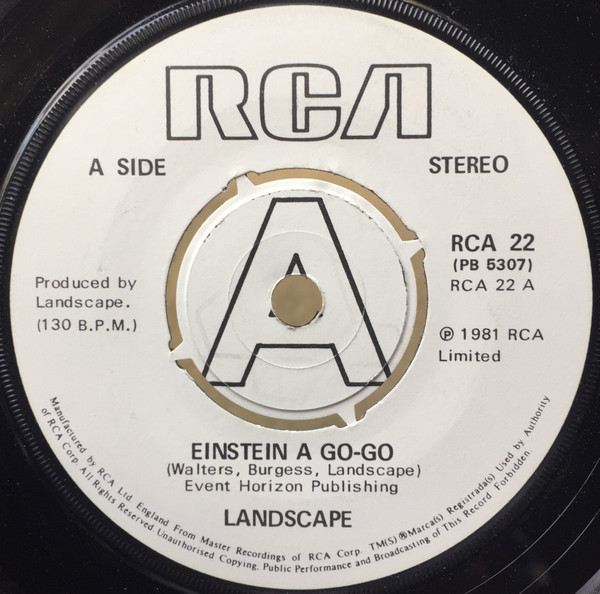 RCA
A SIDE
STEREO
A
RCA 22
(PB 5307)
RCA 22 A
Produced by
Landscape.
(130 B.P.M.)
℗ 1981 RCA
Limited
EINSTEIN A GO-GO
(Walters, Burgess, Landscape)
Event Horizon Publishing
LANDSCAPE
Manufactured by RCA Ltd. England From Master Recordings of RCA Corp. TM(S)®Marca(s) Registrada(s) Used by Authority
of RCA Corp. All Rights Reserved Unauthorised Copying, Public Performance and Broadcasting of This Record Forbidden.